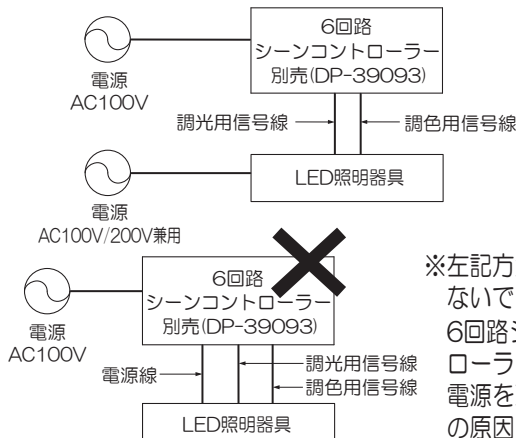 6回路
シーンコントローラー
別売(DP-39093)
電源
AC100V
調光用信号線
調色用信号線
LED照明器具
電源
AC100V/200V兼用
6回路
シーンコントローラー
別売(DP-39093)
電源
AC100V
電源線
調光用信号線
調色用信号線
LED照明器具
※左記方
ないで
6回路
ローラ
電源を
の原因